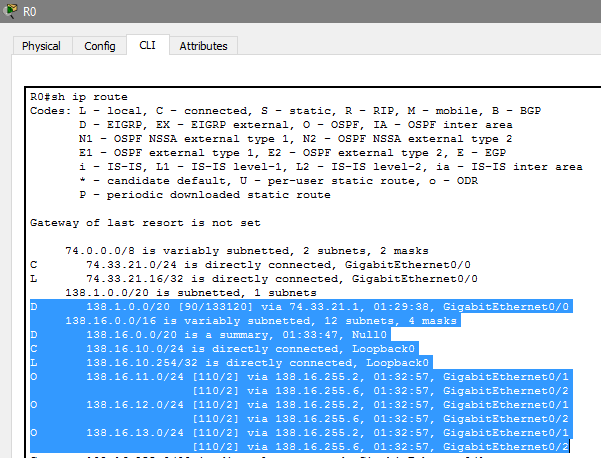 R0
Physical Config CLI Attributes
R0#sh ip route
Codes: L - local, C - connected, S - static, R - RIP, M - mobile, B - BGP
D - EIGRP, EX - EIGRP external, O - OSPF, IA - OSPF inter area
N1 - OSPF NSSA external type 1, N2 - OSPF NSSA external type 2
E1 - OSPF external type 1, E2 - OSPF external type 2, E - EGP
i - IS-IS, L1 - IS-IS level-1, L2 - IS-IS level-2, ia - IS-IS inter area
* - candidate default, U - per-user static route, o - ODR
P - periodic downloaded static route
Gateway of last resort is not set
74.0.0.0/8 is variably subnetted, 2 subnets, 2 masks
C 74.33.21.0/24 is directly connected, GigabitEthernet0/0
L 74.33.21.16/32 is directly connected, GigabitEthernet0/0
138.1.0.0/20 is subnetted, 1 subnets
D 138.1.0.0/20 [90/133120] via 74.33.21.1, 01:29:38, GigabitEthernet0/0
138.16.0.0/16 is variably subnetted, 12 subnets, 4 masks
D 138.16.0.0/20 is a summary, 01:33:47, Null0
C 138.16.10.0/24 is directly connected, Loopback0
L 138.16.10.254/32 is directly connected, Loopback0
O 138.16.11.0/24 [110/2] via 138.16.255.2, 01:32:57, GigabitEthernet0/1
[110/2] via 138.16.255.6, 01:32:57, GigabitEthernet0/2
O 138.16.12.0/24 [110/2] via 138.16.255.2, 01:32:57, GigabitEthernet0/1
[110/2] via 138.16.255.6, 01:32:57, GigabitEthernet0/2
O 138.16.13.0/24 [110/2] via 138.16.255.2, 01:32:57, GigabitEthernet0/1
[110/2] via 138.16.255.6, 01:32:57, GigabitEthernet0/2